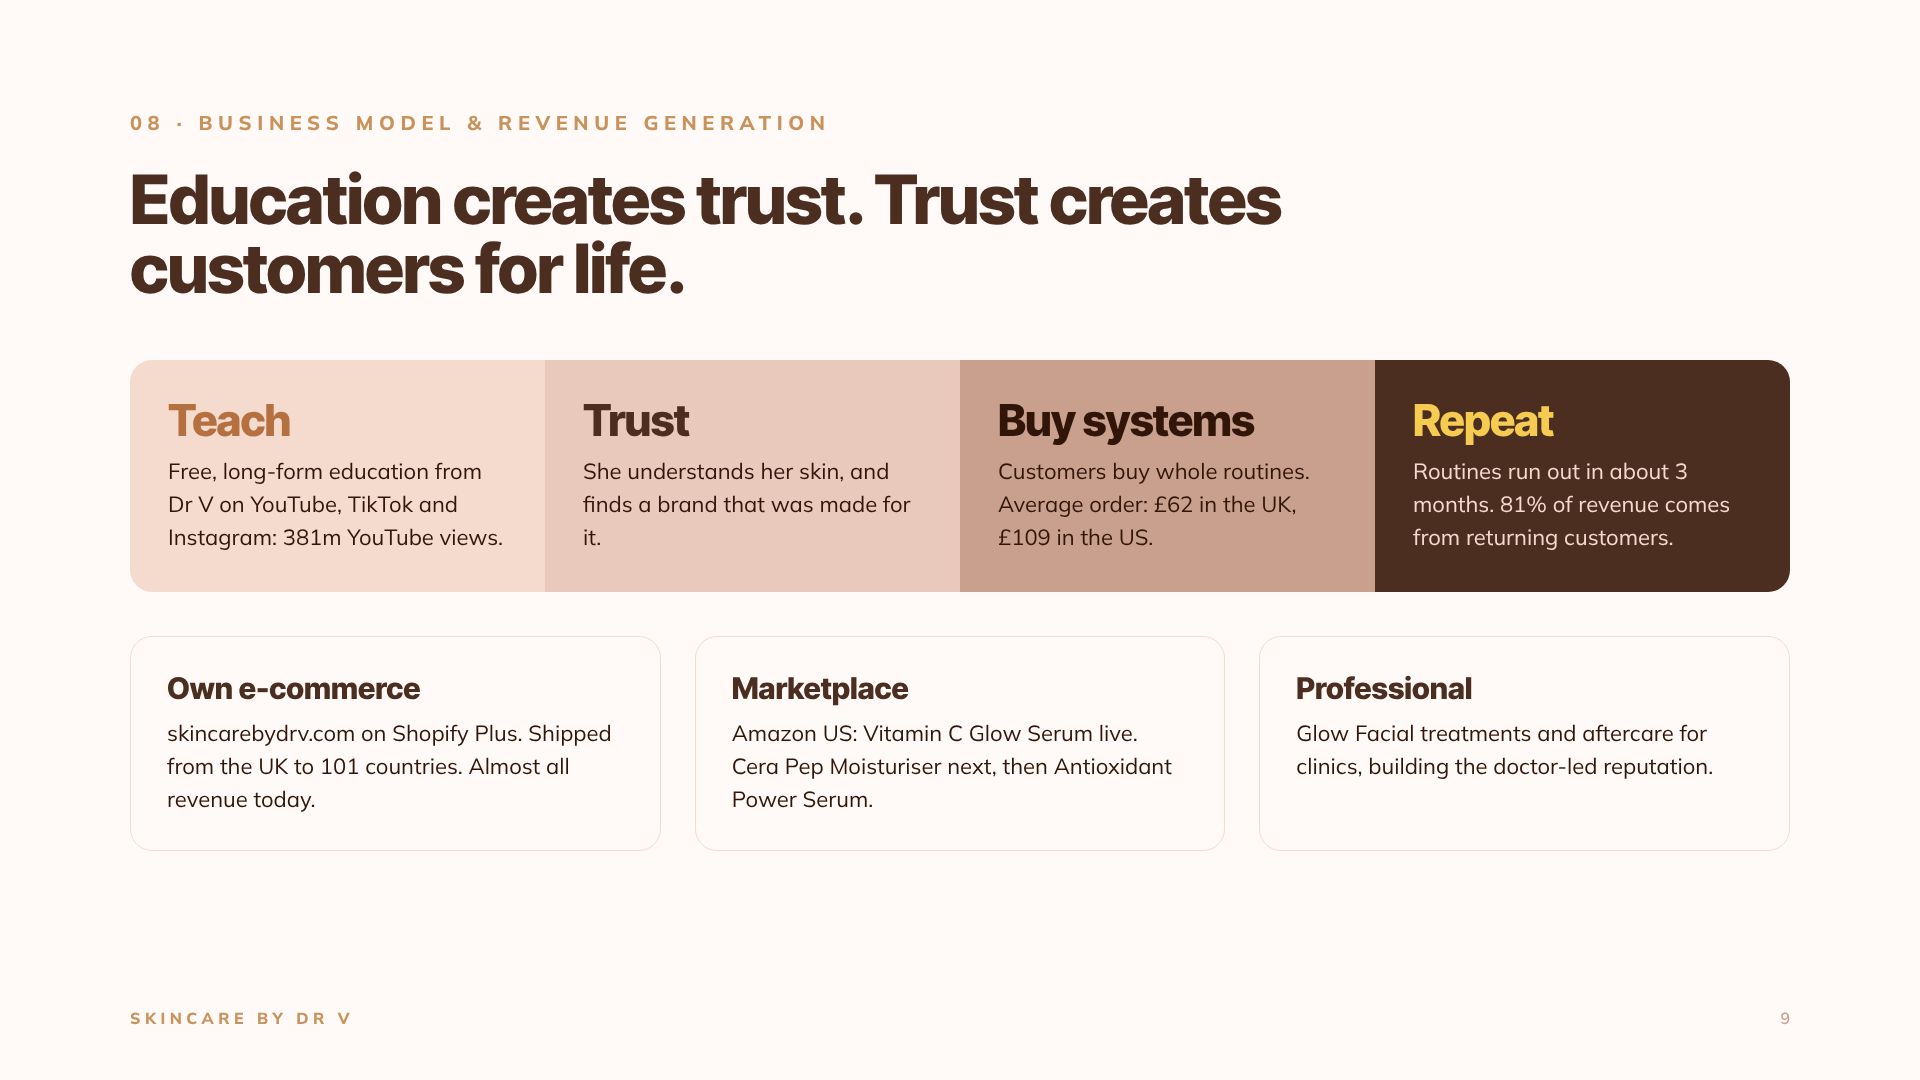 08 · BUSINESS MODEL & REVENUE GENERATION
Education creates trust. Trust creates
customers for life.
Teach
Free, long-form education from
Dr V on YouTube, TikTok and
Instagram: 381m YouTube views.
Trust
She understands her skin, and
finds a brand that was made for
it.
Buy systems
Customers buy whole routines.
Average order: £62 in the UK,
£109 in the US.
Repeat
Routines run out in about 3
months. 81% of revenue comes
from returning customers.
Own e-commerce
skincarebydrv.com on Shopify Plus. Shipped
from the UK to 101 countries. Almost all
revenue today.
Marketplace
Amazon US: Vitamin C Glow Serum live.
Cera Pep Moisturiser next, then Antioxidant
Power Serum.
Professional
Glow Facial treatments and aftercare for
clinics, building the doctor-led reputation.
SKINCARE BY DR V
9